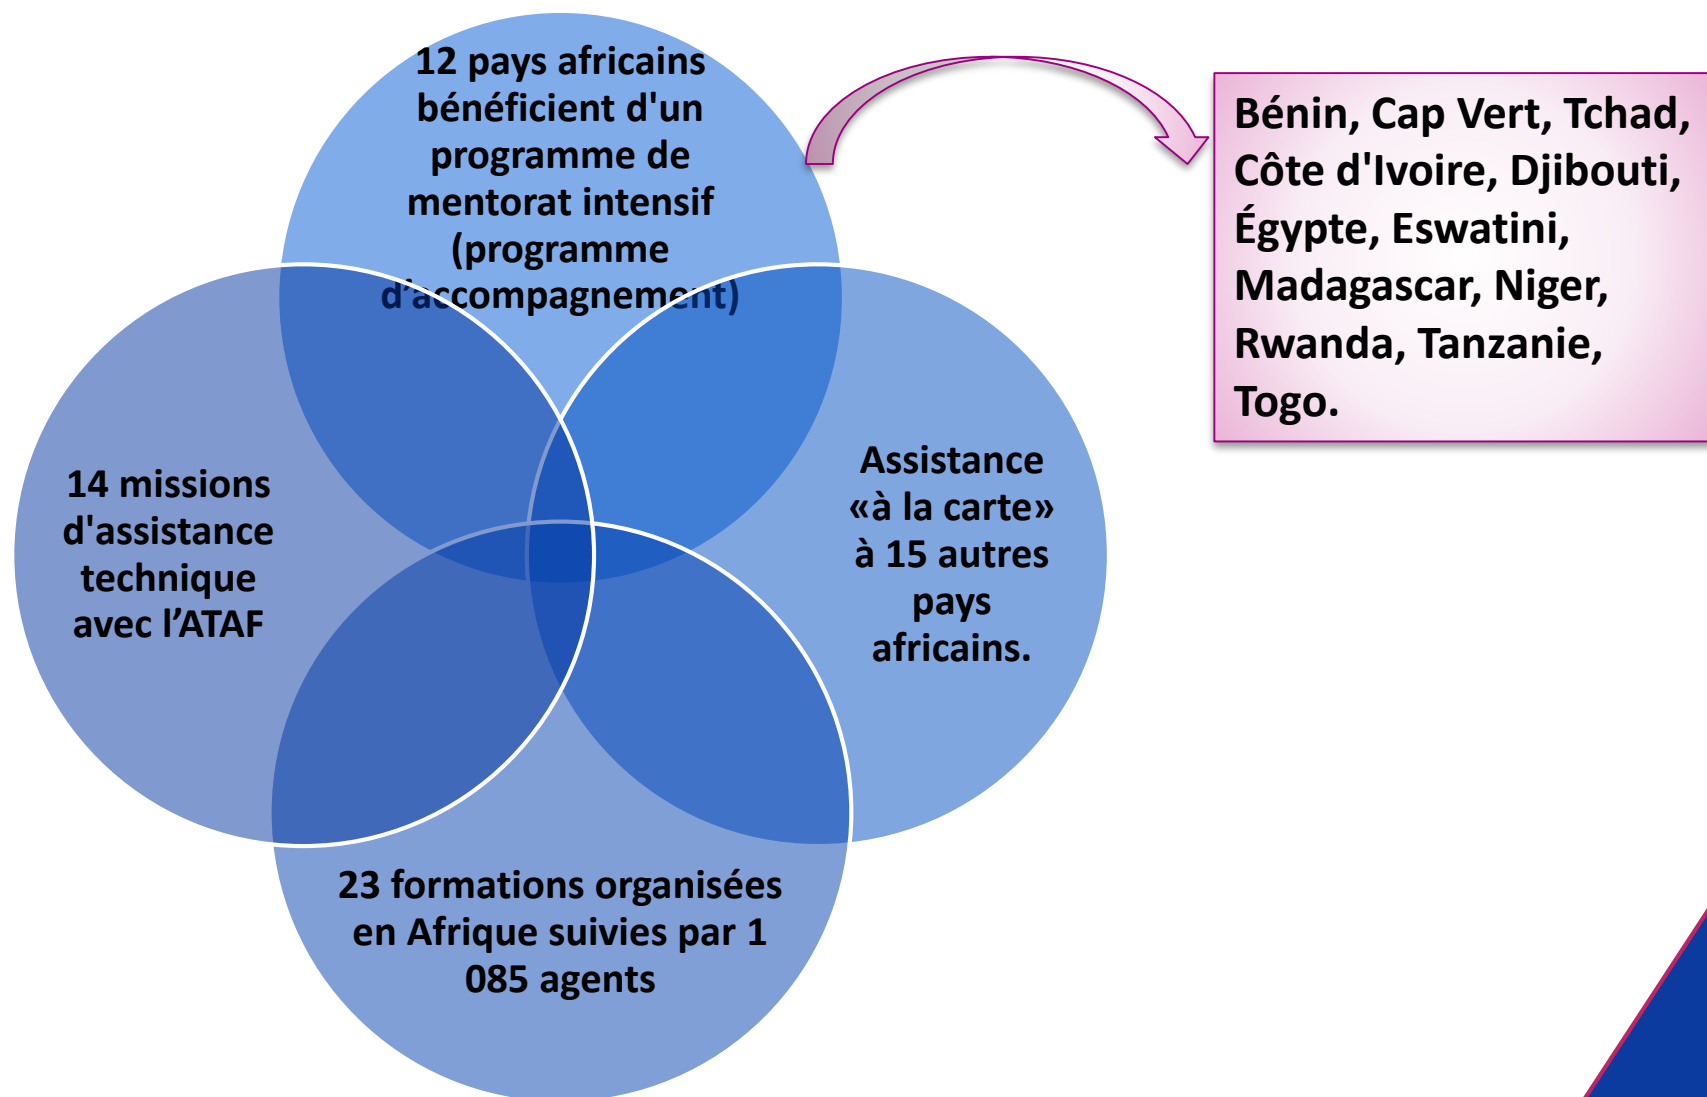 12 pays africains
bénéficient d'un
programme de
mentorat intensif
(programme
d’accompagnement)
Bénin, Cap Vert, Tchad,
Côte d'Ivoire, Djibouti,
Égypte, Eswatini,
Madagascar, Niger,
Rwanda, Tanzanie,
Togo.
14 missions
d'assistance
technique
avec l’ATAF
Assistance
«à la carte»
à 15 autres
pays
africains.
23 formations organisées
en Afrique suivies par 1
085 agents